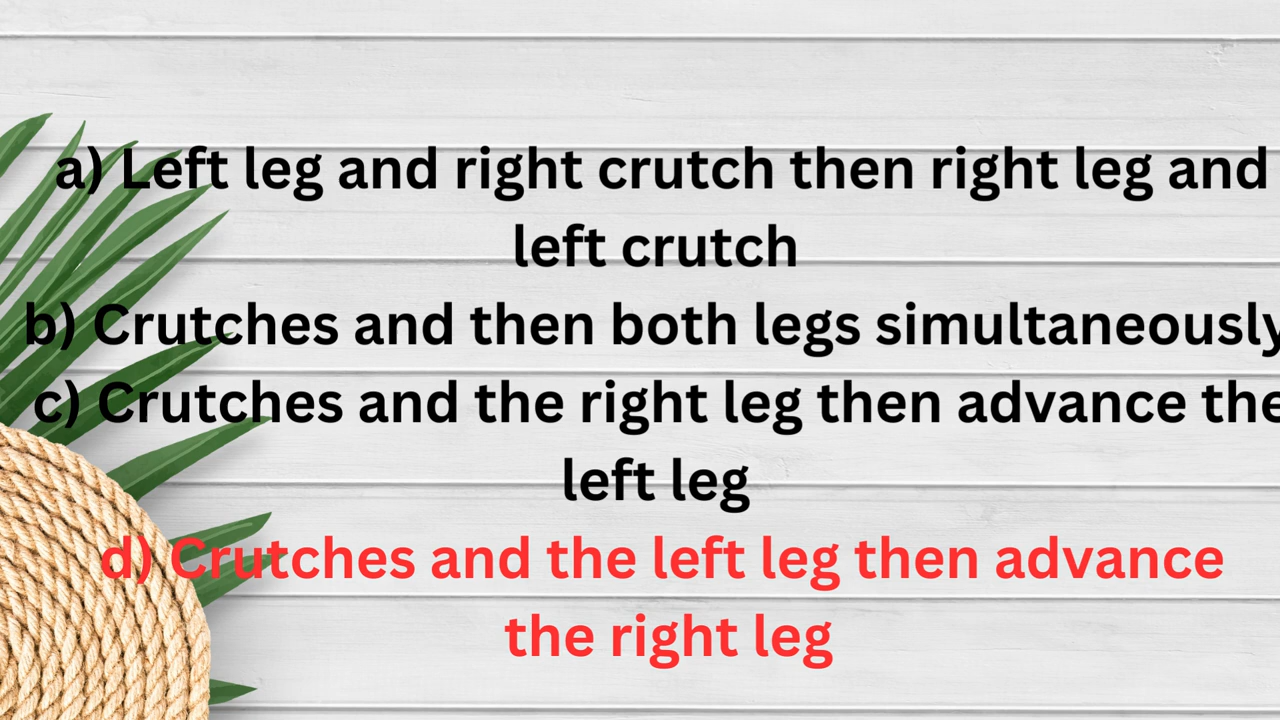 a) Left leg and right crutch then right leg and
left crutch
b) Crutches and then both legs simultaneously
c) Crutches and the right leg then advance the
left leg
d) Crutches and the left leg then advance
the right leg